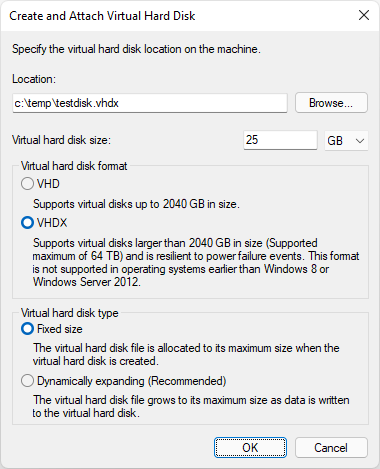 Create and Attach Virtual Hard Disk
Specify the virtual hard disk location on the machine.
Location:
c:\temp\testdisk.vhdx
Browse...
Virtual hard disk size:
25
GB
Virtual hard disk format
VHD
Supports virtual disks up to 2040 GB in size.
VHDX
Supports virtual disks larger than 2040 GB in size (Supported
maximum of 64 TB) and is resilient to power failure events. This format
is not supported in operating systems earlier than Windows 8 or
Windows Server 2012.
Virtual hard disk type
Fixed size
The virtual hard disk file is allocated to its maximum size when the
virtual hard disk is created.
Dynamically expanding (Recommended)
The virtual hard disk file grows to its maximum size as data is written
to the virtual hard disk.
OK
Cancel